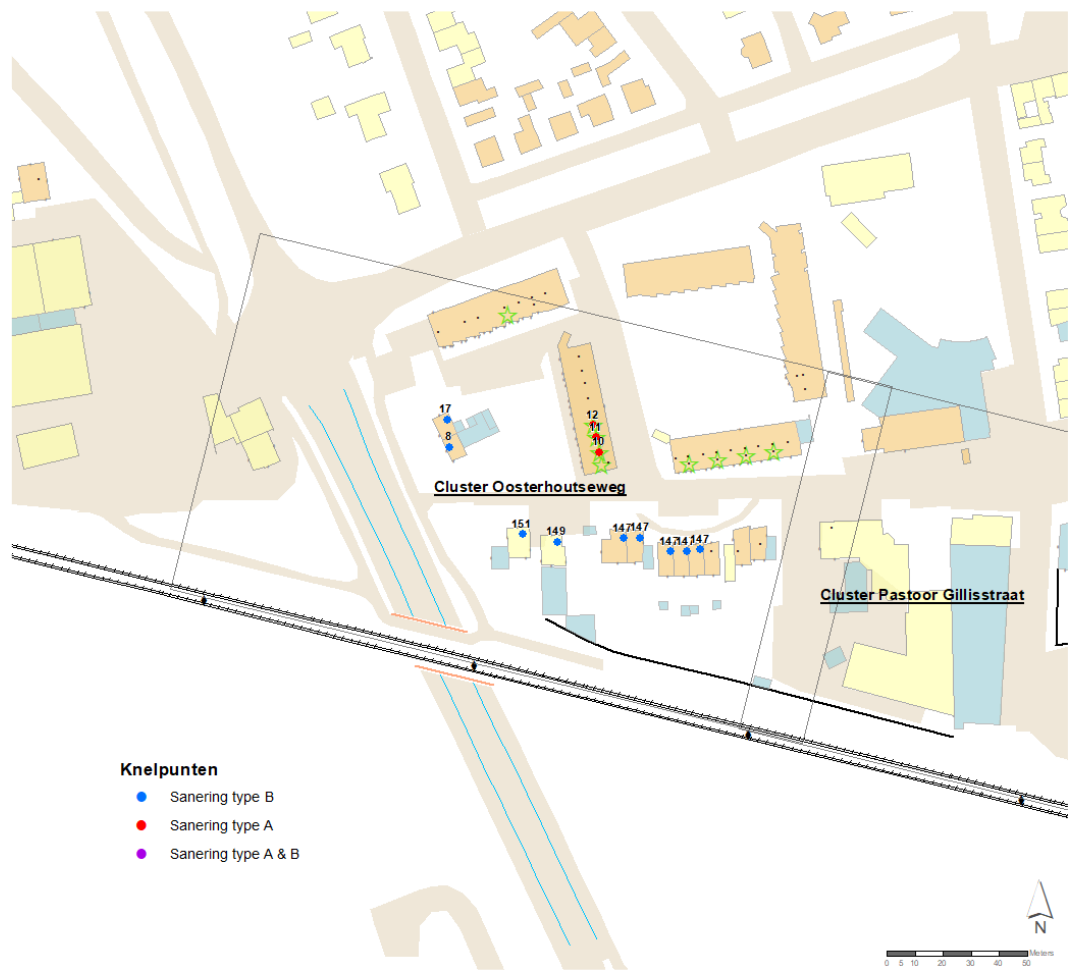 17
8
12
11
10
Cluster Oosterhoutseweg
151
149
147
147
147
147
Cluster Pastoor Gillisstraat
Knelpunten
Sanering type B
Sanering type A
Sanering type A & B
N
Meters
0 5 10 20 30 40 50